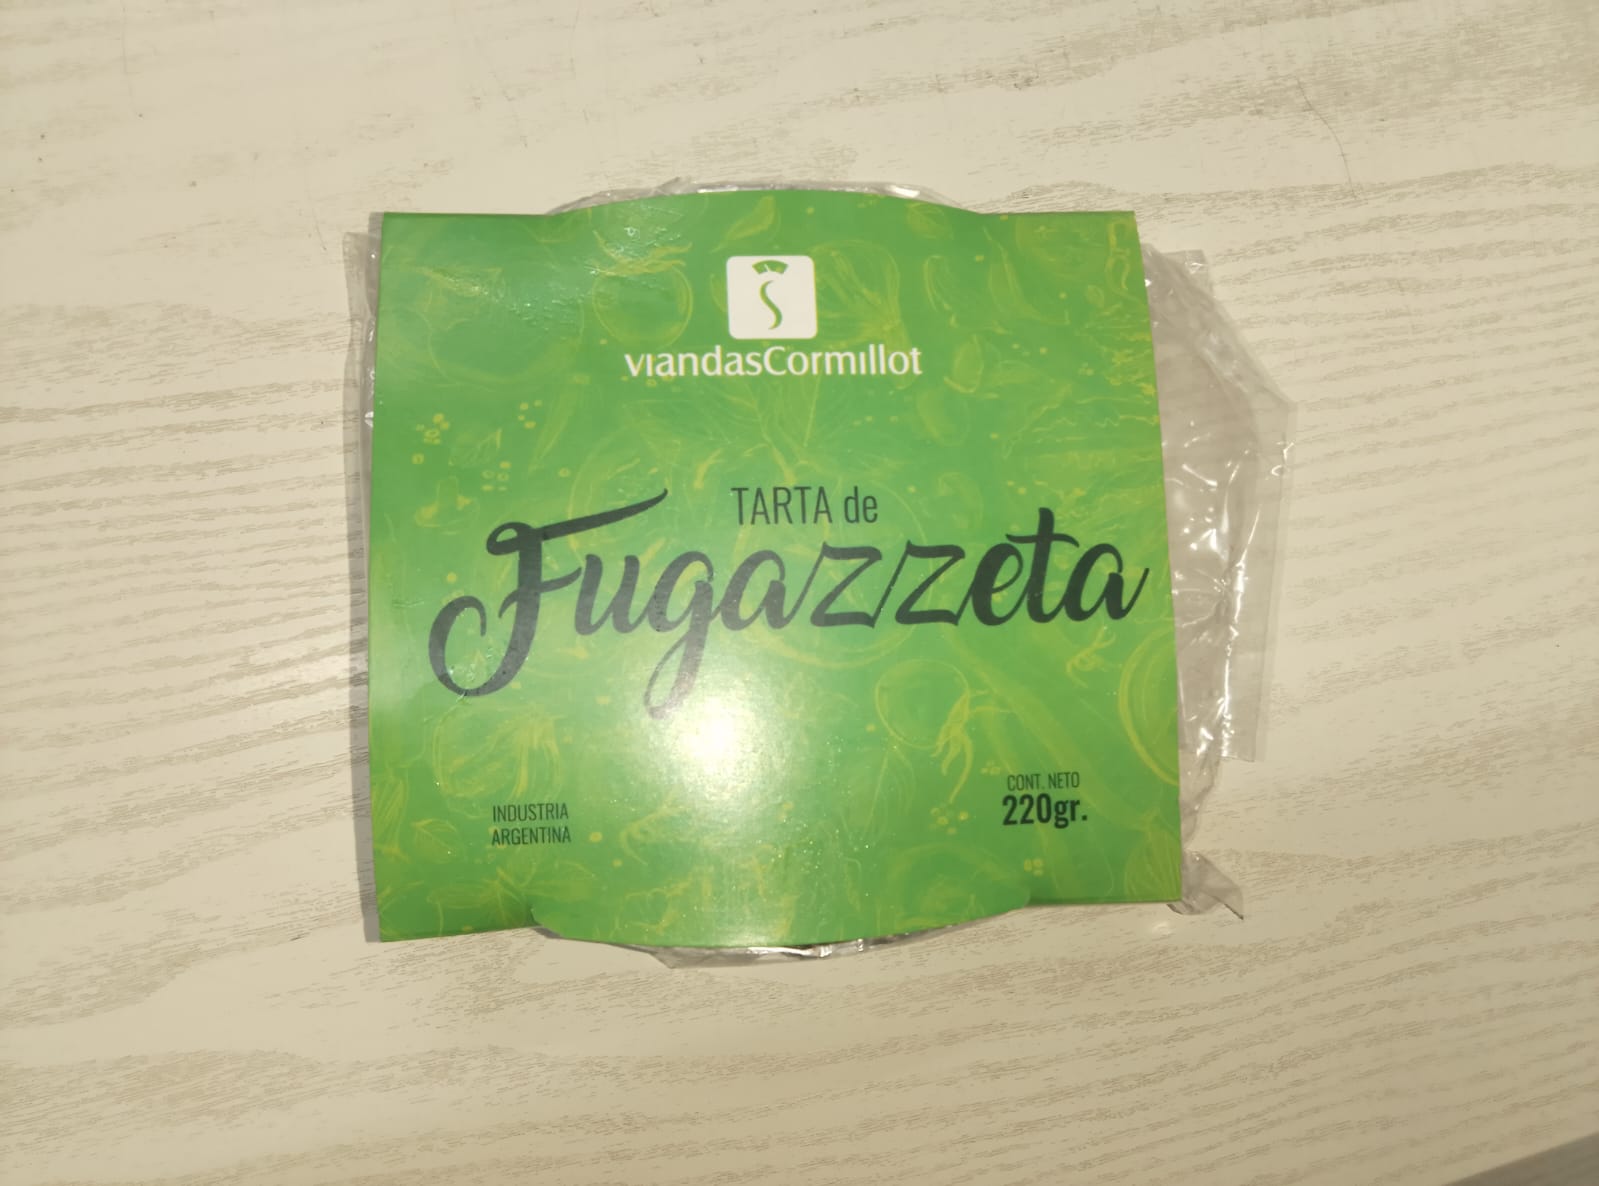 viandasCormillot
TARTA de
Fugazzeta
INDUSTRIA
ARGENTINA
CONT. NETO
220gr.